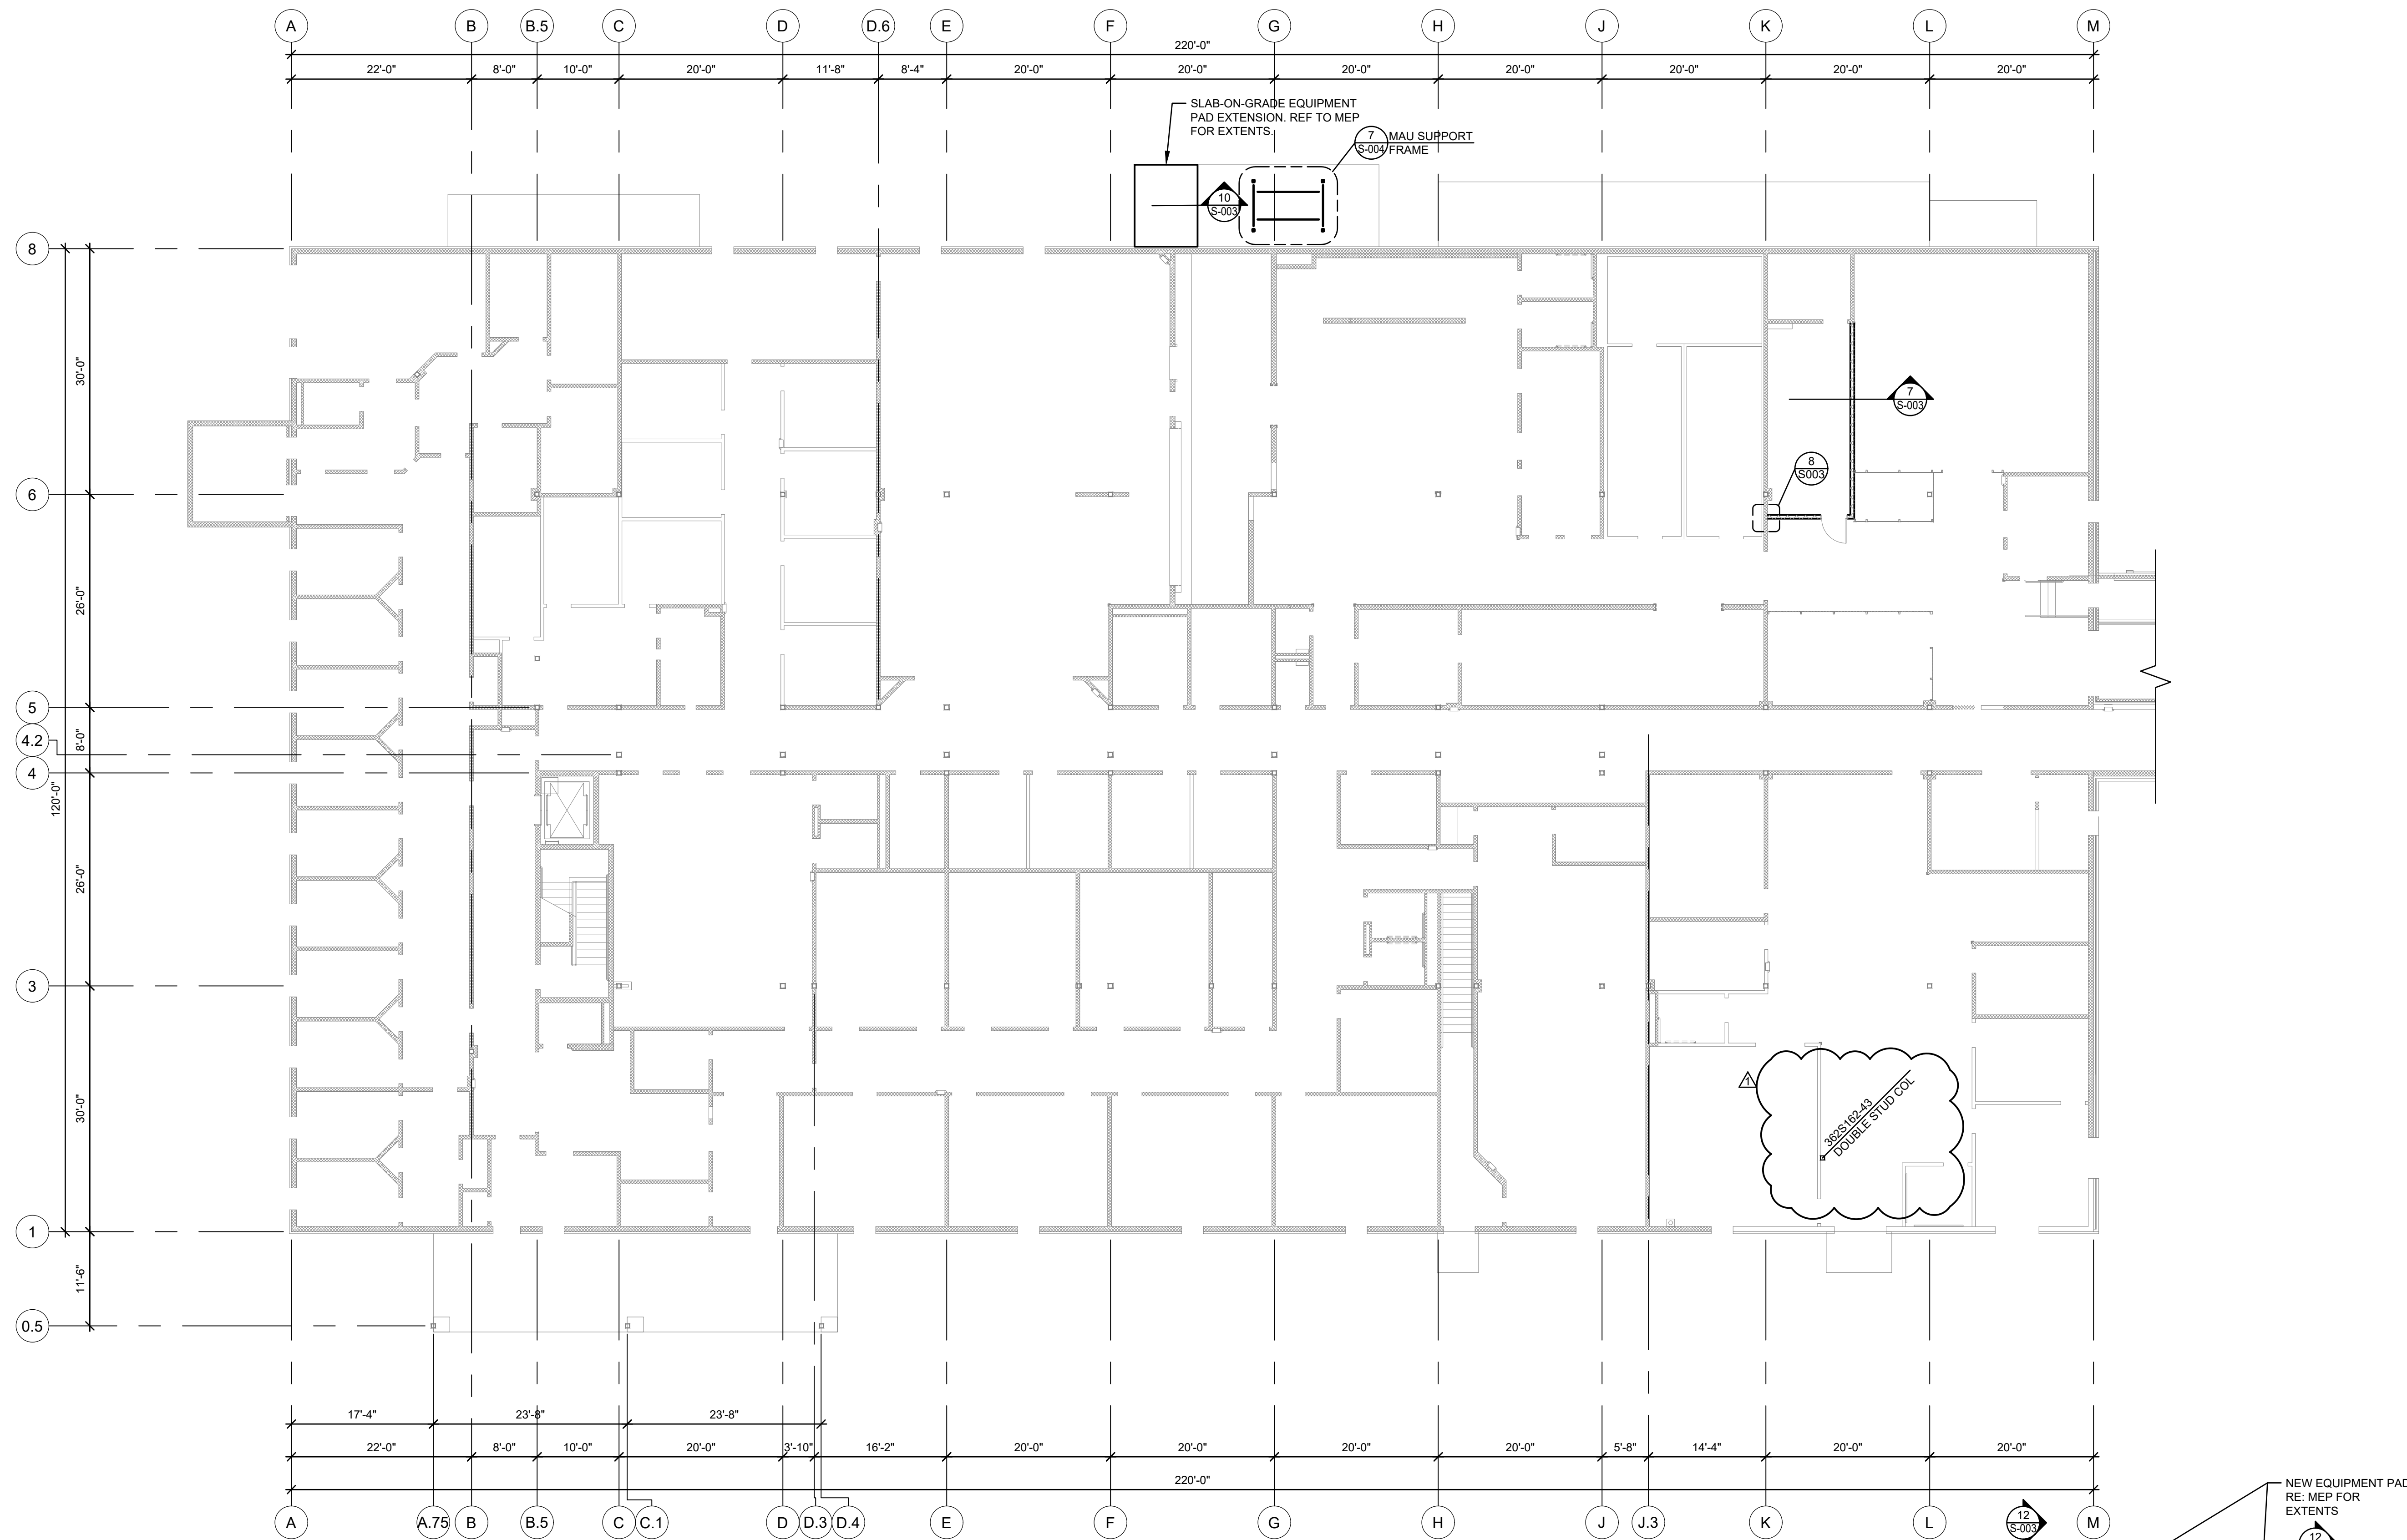 A B B.5 C D D.6 E F G H J K L M
220'-0"
22'-0" 8'-0" 10'-0" 20'-0" 11'-8" 8'-4" 20'-0" 20'-0" 20'-0" 20'-0" 20'-0" 20'-0" 20'-0"
SLAB-ON-GRADE EQUIPMENT
PAD EXTENSION. REF TO MEP
FOR EXTENTS.
7
S-004
MAU SUPPORT
FRAME
10
S-003
8
30'-0"
7
S-003
8
S003
6
26'-0"
5
4.2
8'-0"
4
120'-0"
26'-0"
3
30'-0"
1
362S162-43
DOUBLE STUD COL
1
11'-6"
0.5
17'-4" 23'-8" 23'-8"
22'-0" 8'-0" 10'-0" 20'-0" 3'-10" 16'-2" 20'-0" 20'-0" 20'-0" 20'-0" 5'-8" 14'-4" 20'-0" 20'-0"
220'-0"
A A.75 B B.5 C C.1 D D.3 D.4 E F G H J J.3 K L M
12
S-003
NEW EQUIPMENT PAD
RE: MEP FOR
EXTENTS
12